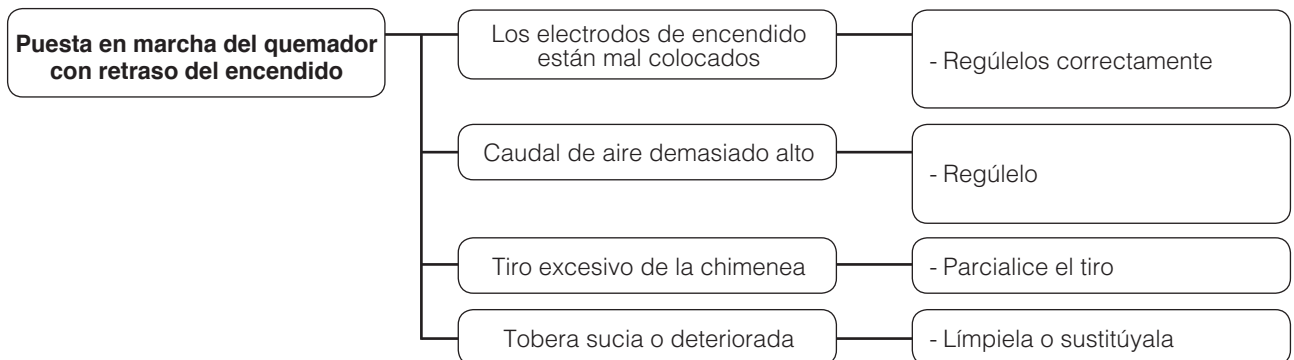 Puesta en marcha del quemador
con retraso del encendido
Los electrodos de encendido
están mal colocados
- Regúlelos correctamente
Caudal de aire demasiado alto
- Regúlelo
Tiro excesivo de la chimenea
- Parcialice el tiro
Tobera sucia o deteriorada
- Límpiela o sustitúyala